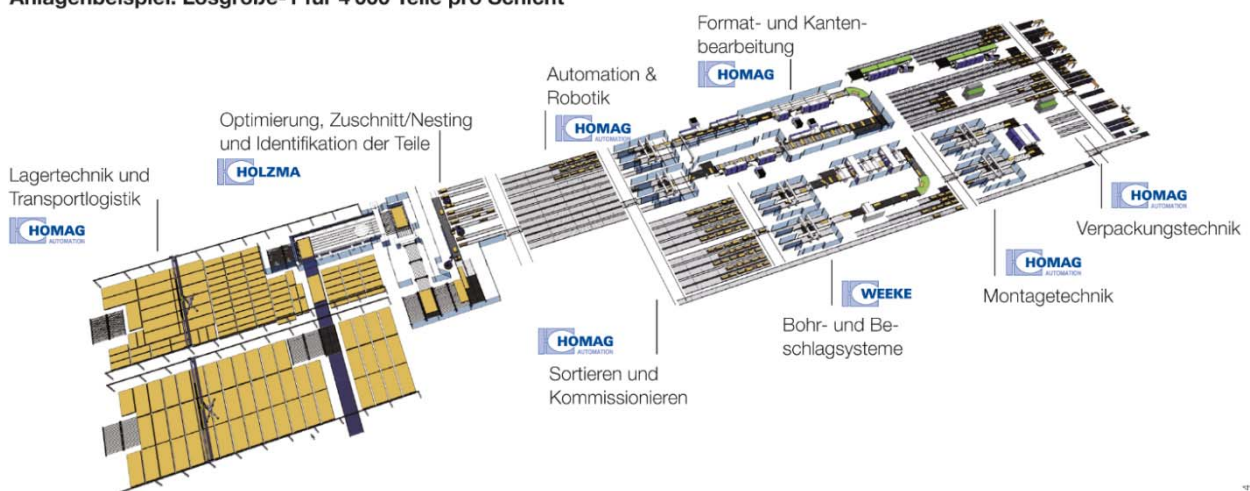 Anlagenbeispiel: Losgröße-1 für 4 000 Teile pro Schicht
Format- und Kanten-
bearbeitung
HOMAG
Automation &
Robotik
HOMAG
AUTOMATION
Optimierung, Zuschnitt/Nesting
und Identifikation der Teile
HOLZMA
Lagertechnik und
Transportlogistik
HOMAG
AUTOMATION
HOMAG
AUTOMATION
Verpackungstechnik
HOMAG
AUTOMATION
Montagetechnik
WEEKE
Bohr- und Be-
schlagsysteme
HOMAG
AUTOMATION
Sortieren und
Kommissionieren